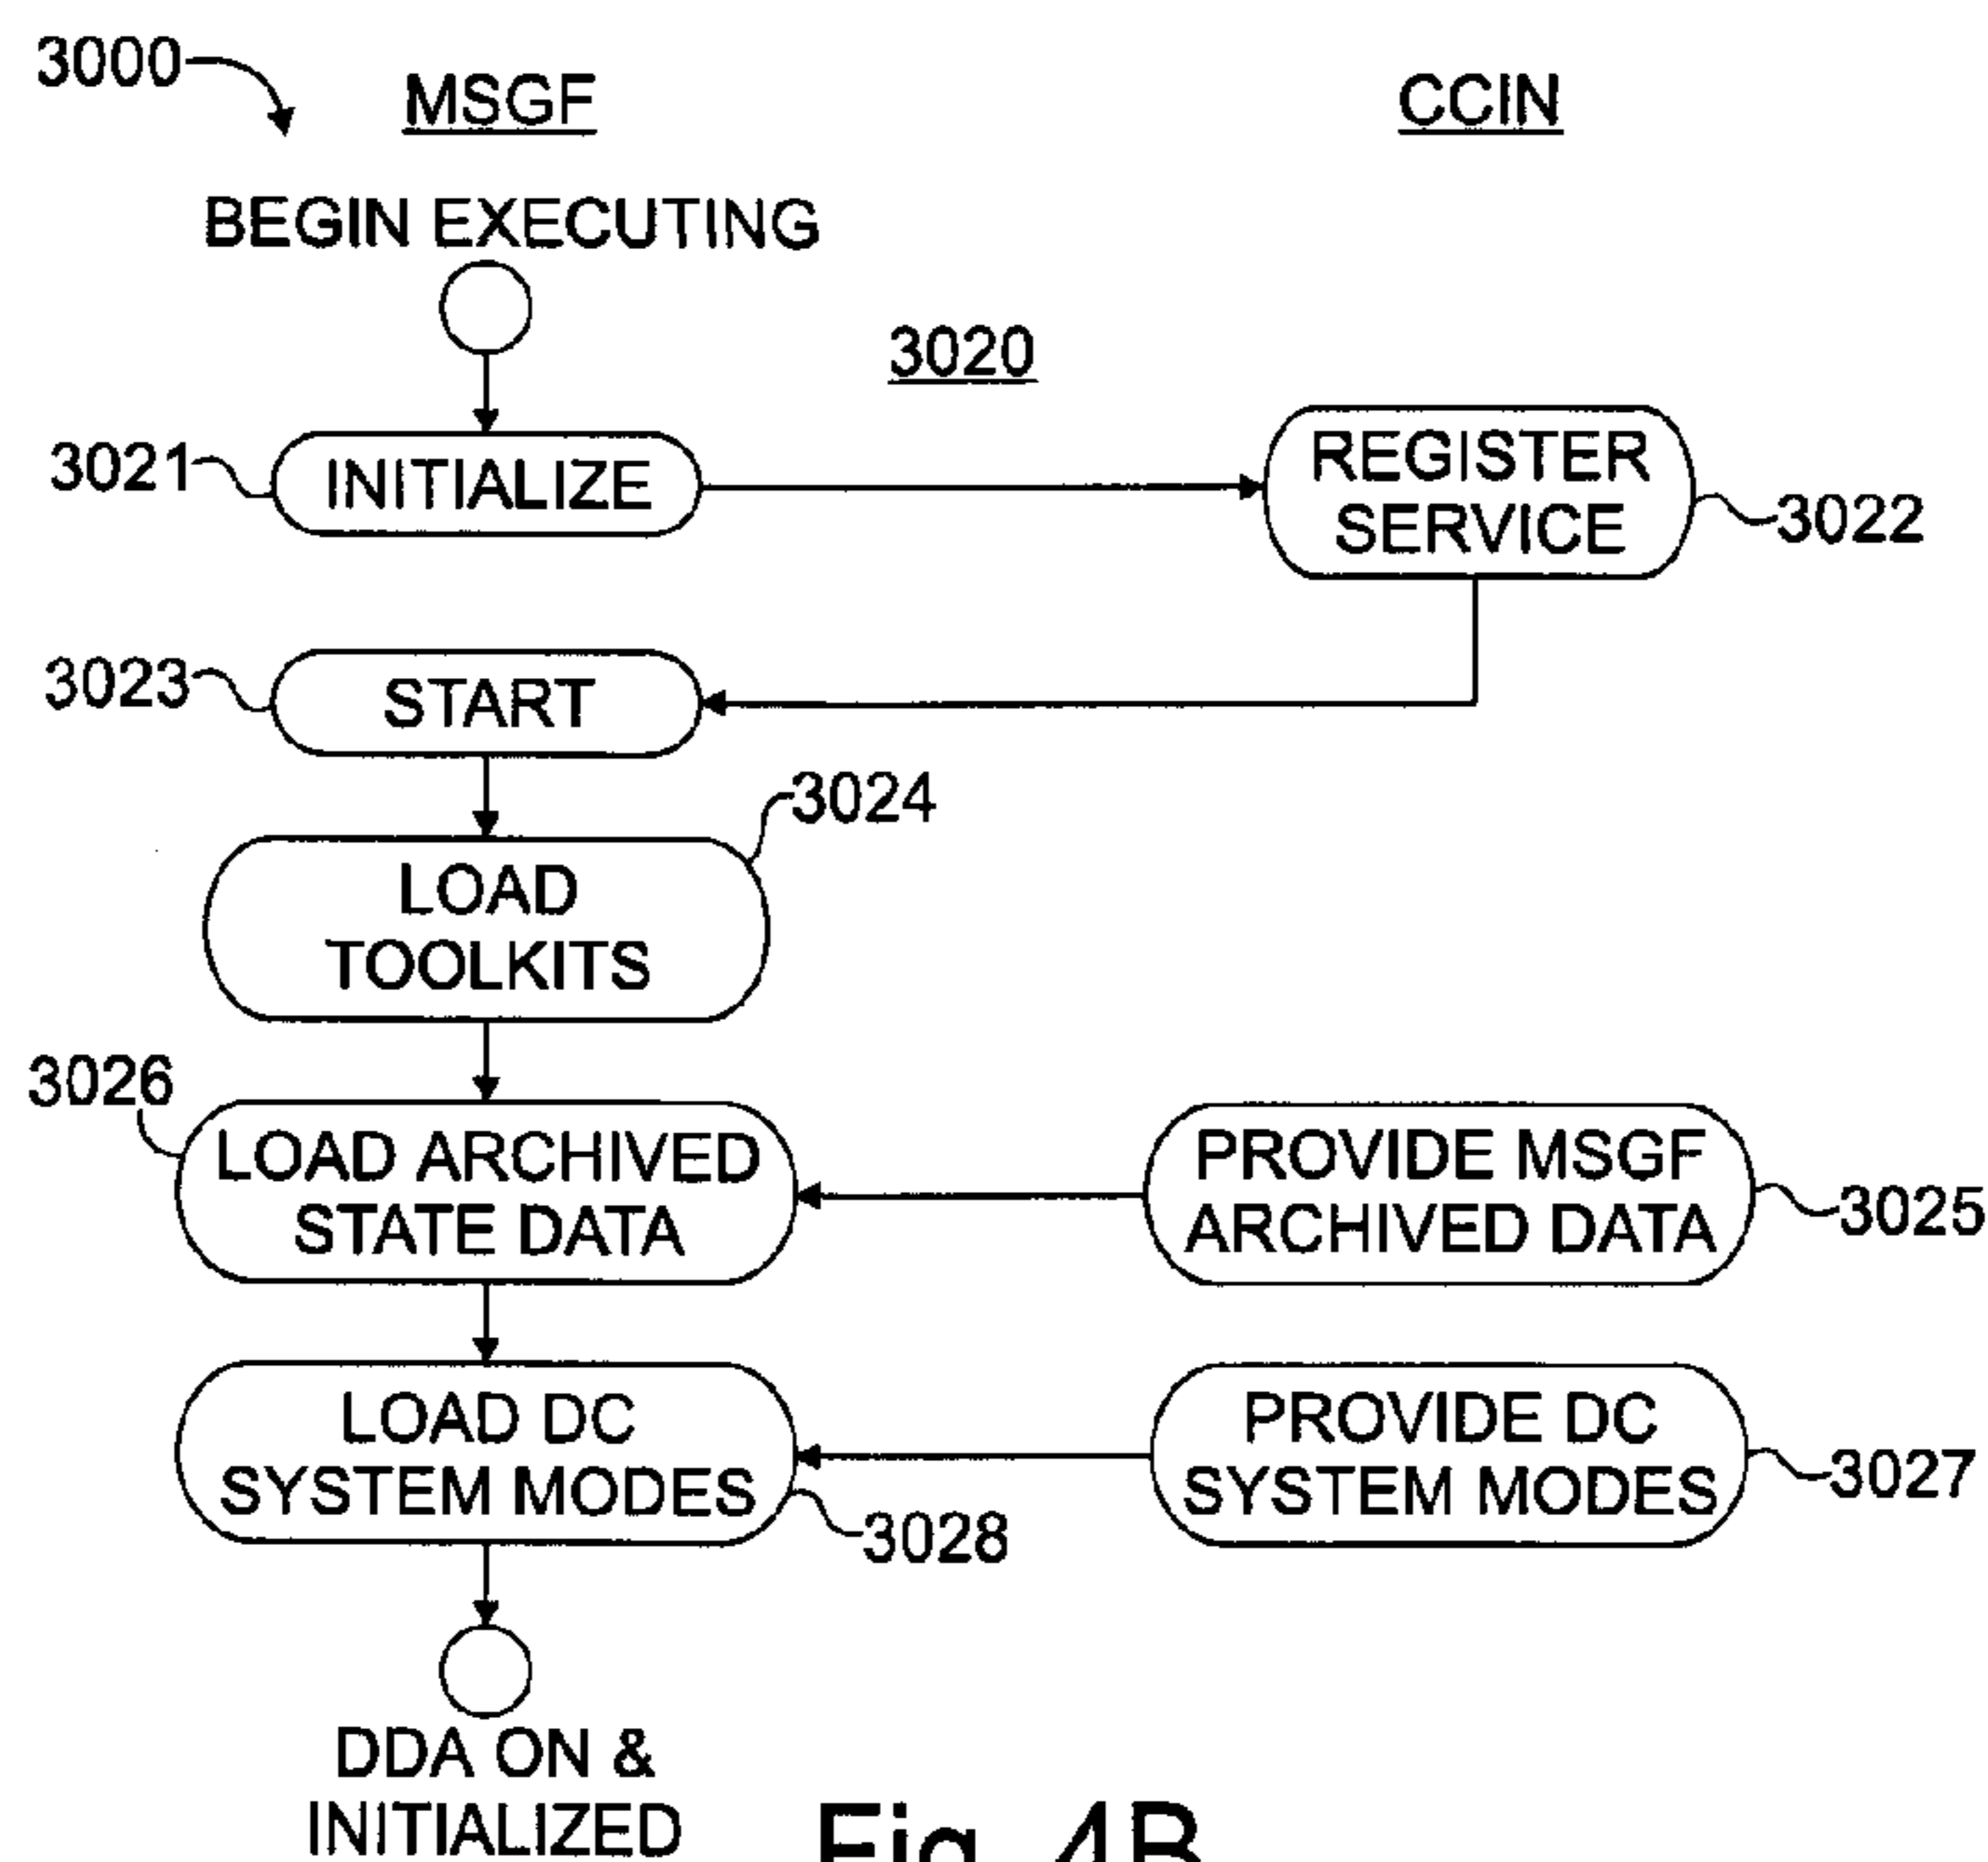 3000
MSGF
CCIN
BEGIN EXECUTING
3020
3021
INITIALIZE
REGISTER
SERVICE
3022
3023
START
3024
LOAD
TOOLKITS
3026
LOAD ARCHIVED
STATE DATA
PROVIDE MSGF
ARCHIVED DATA
3025
LOAD DC
SYSTEM MODES
3028
PROVIDE DC
SYSTEM MODES
3027
DDA ON &
INITIALIZED
Fig. 4B